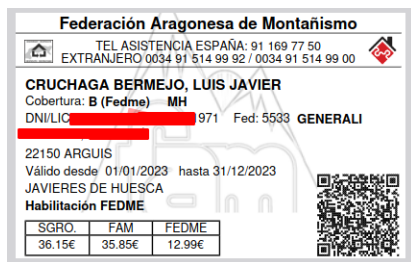 Federación Aragonesa de Montañismo
TEL ASISTENCIA ESPAÑA: 91 169 77 50
EXTRANJERO 0034 91 514 99 92 / 0034 91 514 99 00
CRUCHAGA BERMEJO, LUIS JAVIER
Cobertura: B (Fedme) MH
DNI/LIC 971 Fed: 5533 GENERALI
22150 ARGUIS
Válido desde 01/01/2023 hasta 31/12/2023
JAVIERES DE HUESCA
Habilitación FEDME
SGRO. FAM FEDME
36.15€ 35.85€ 12.99€